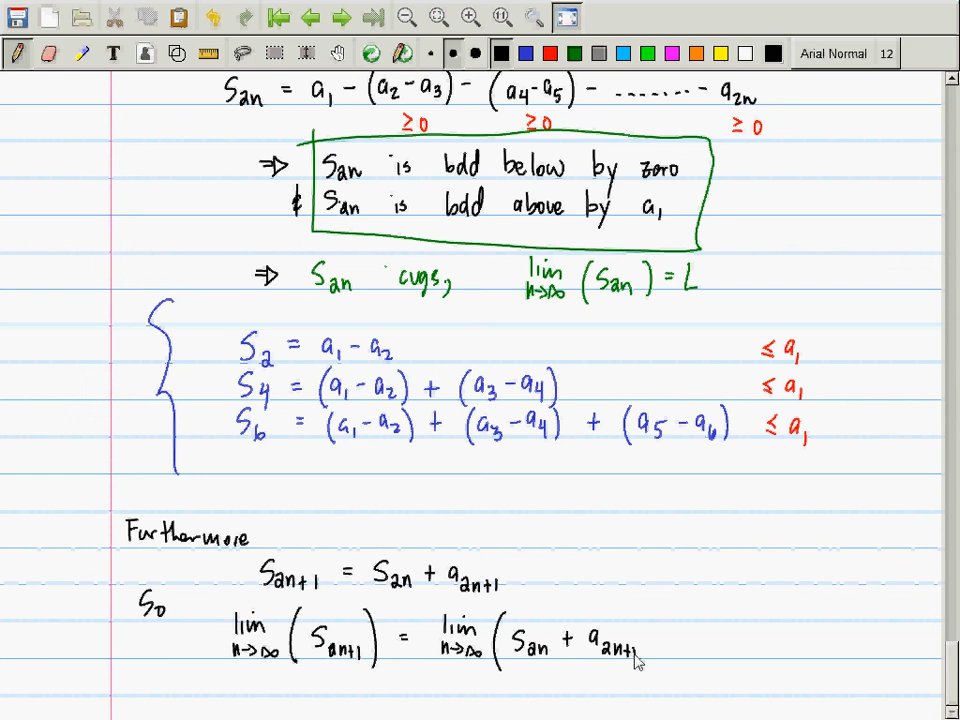 T
Arial Normal 12
S2n = a1 − (a2 − a3) − (a4 − a5) − ........ − a2n
≥ 0 ≥ 0 ≥ 0
⇒ S2n is bdd below by zero
& S2n is bdd above by a1
⇒ S2n cvgs, lim n→∞ (S2n) = L
S2 = a1 − a2 ≤ a1
S4 = (a1 − a2) + (a3 − a4) ≤ a1
S6 = (a1 − a2) + (a3 − a4) + (a5 − a6) ≤ a1
Furthermore
S2n+1 = S2n + a2n+1
So
lim n→∞ (S2n+1) = lim n→∞ (S2n + a2n+1